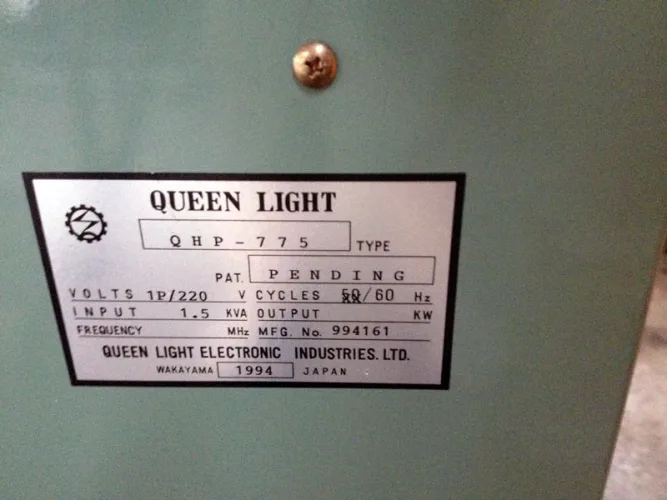 QUEEN LIGHT
QHP-775 TYPE
PAT. PENDING
VOLTS 1P/220 V CYCLES 50/60 Hz
INPUT 1.5 KVA OUTPUT KW
FREQUENCY MHz MFG. No. 994161
QUEEN LIGHT ELECTRONIC INDUSTRIES. LTD.
WAKAYAMA 1994 JAPAN